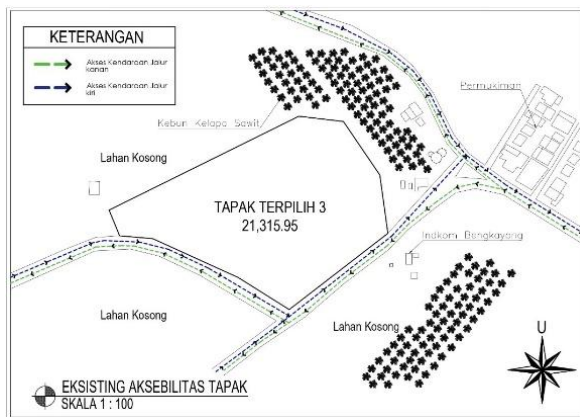 KETERANGAN
Akses Kendaraan Jalur
kanan
Akses Kendaraan Jalur
kiri
Permukiman
Kebun Kelapa Sawit
Lahan Kosong
TAPAK TERPILIH 3
21,315.95
Indkom Bangkayang
Lahan Kosong
Lahan Kosong
U
EKSISTING AKSEBILITAS TAPAK
SKALA 1 : 100